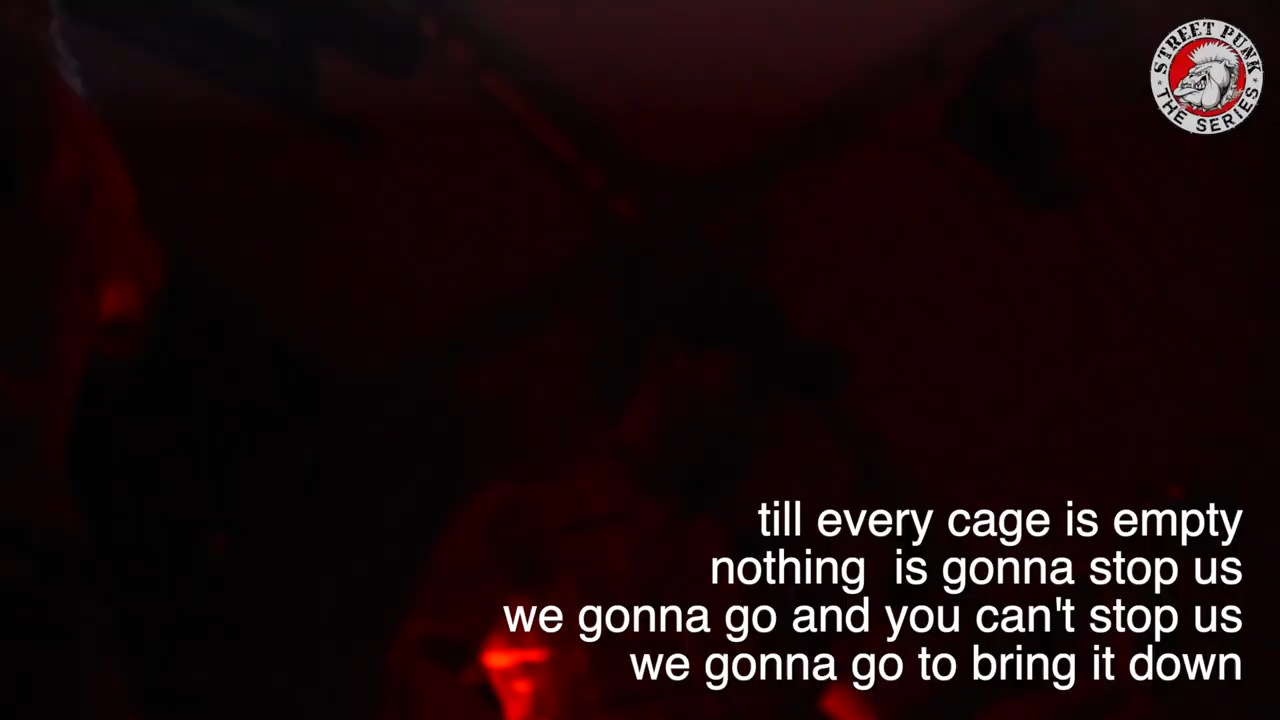 STREET PUNK
THE SERIES
till every cage is empty
nothing  is gonna stop us
we gonna go and you can't stop us
we gonna go to bring it down